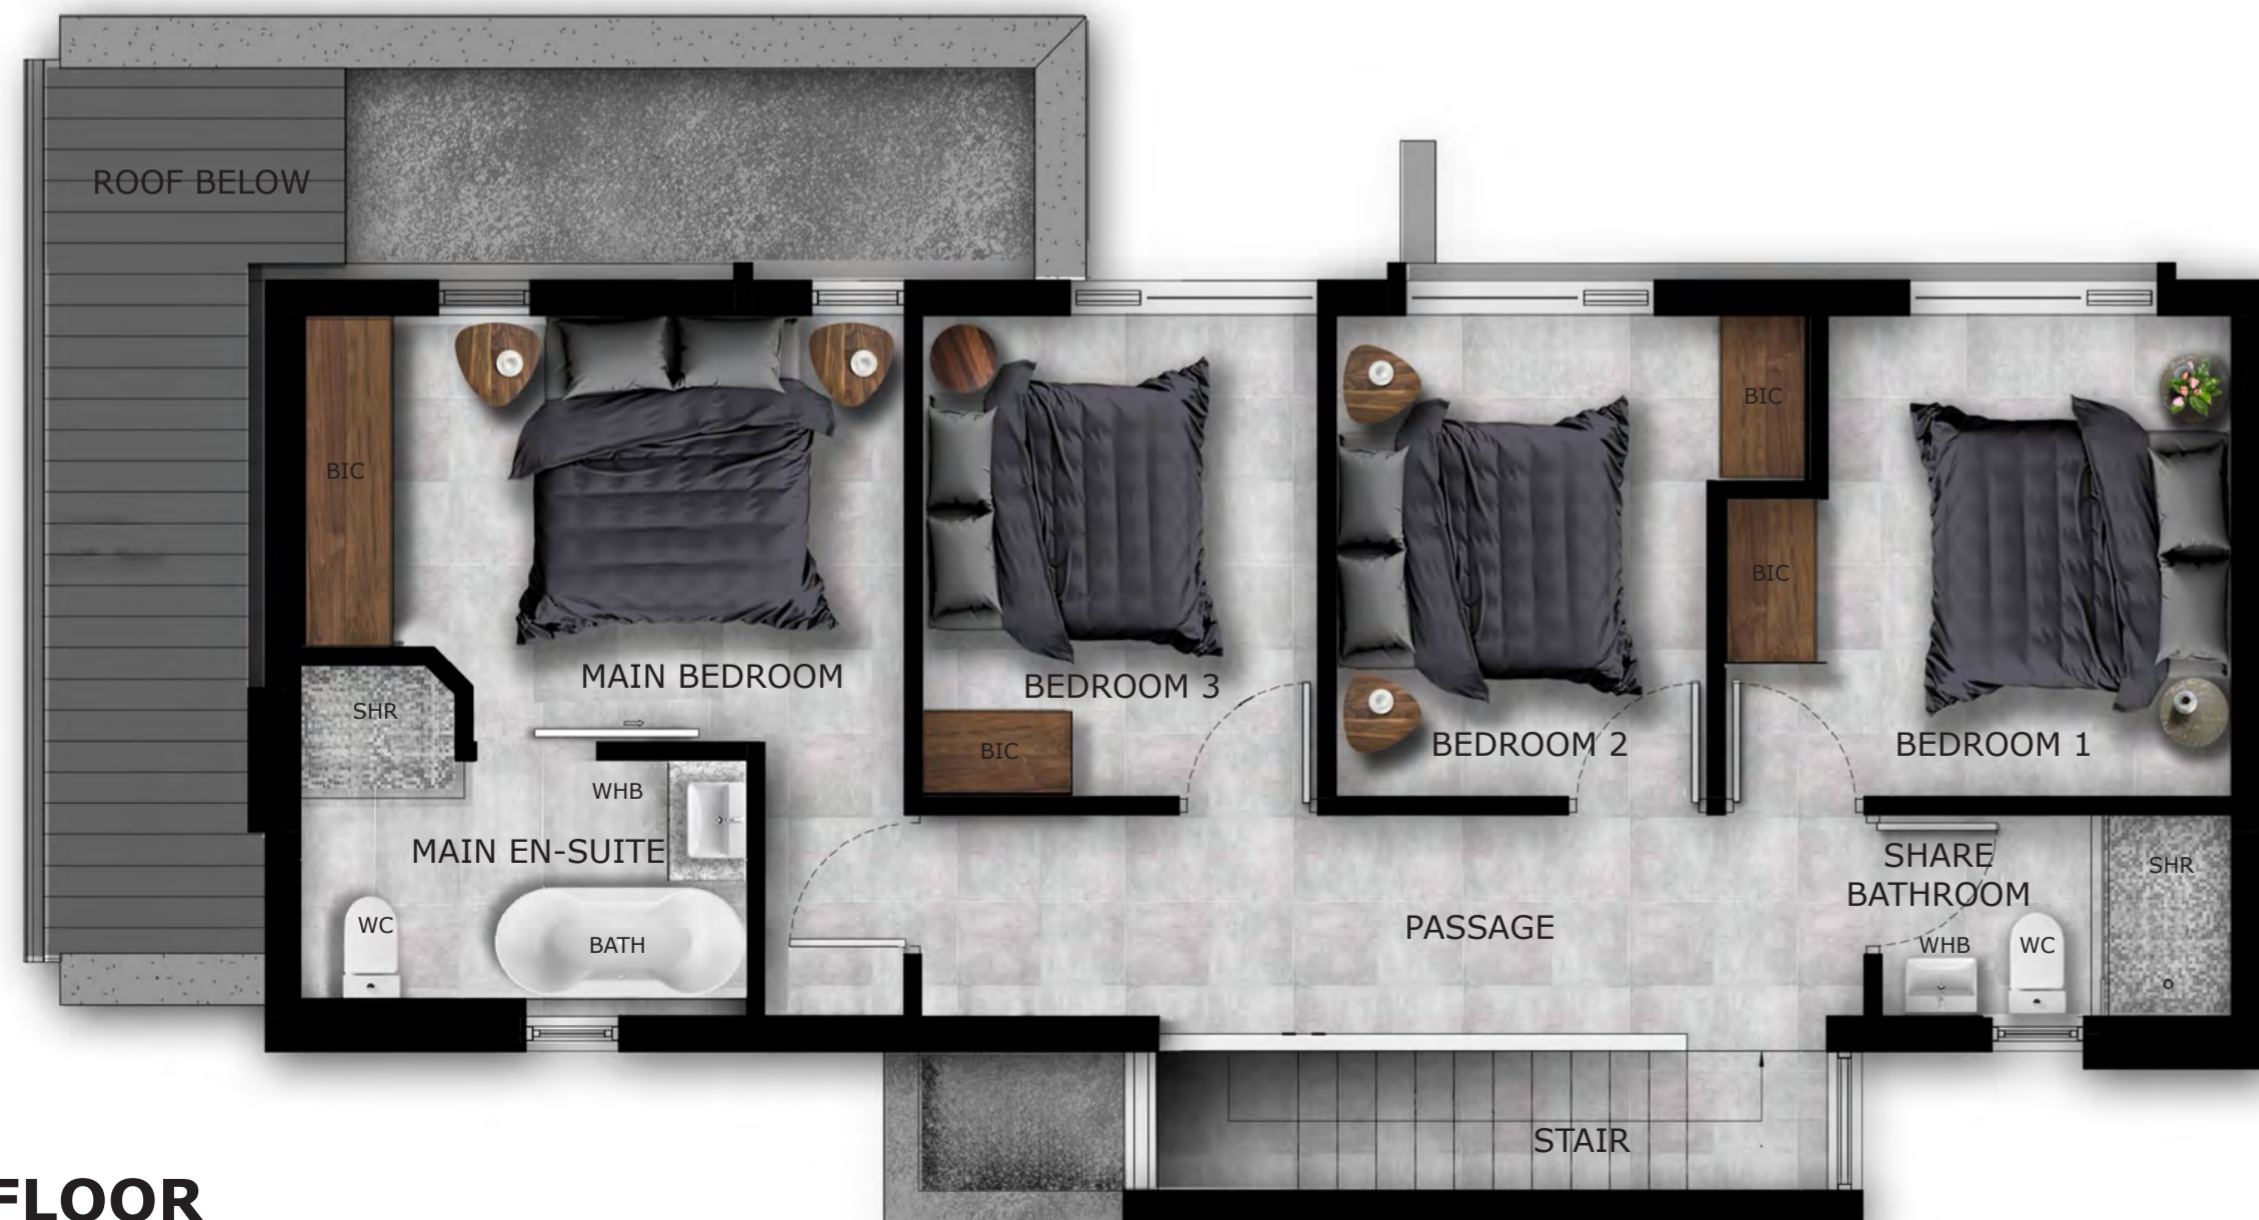 ROOF BELOW
BIC
BIC
BIC
MAIN BEDROOM
BEDROOM 3
SHR
BIC
BEDROOM 2
BEDROOM 1
WHB
MAIN EN-SUITE
SHARE
BATHROOM
SHR
WC
BATH
PASSAGE
WHB
WC
STAIR
FLOOR